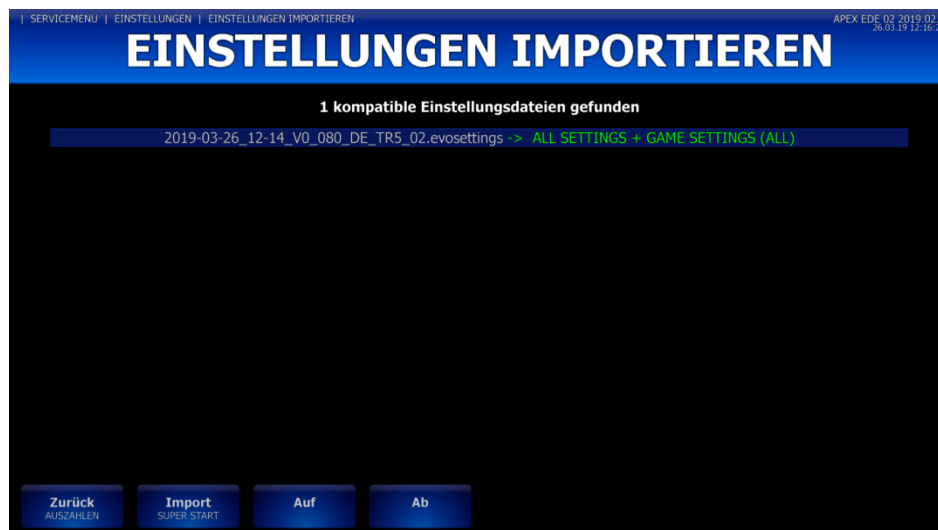 | SERVICEMENÜ | EINSTELLUNGEN | EINSTELLUNGEN IMPORTIEREN
APEX EDE 02 2019.02
26.03.19 12:16:
EINSTELLUNGEN IMPORTIEREN
1 kompatible Einstellungsdateien gefunden
2019-03-26_12-14_V0_080_DE_TR5_02.evosettings -> ALL SETTINGS + GAME SETTINGS (ALL)
Zurück Import Auf Ab
AUSZAHLEN SUPER START